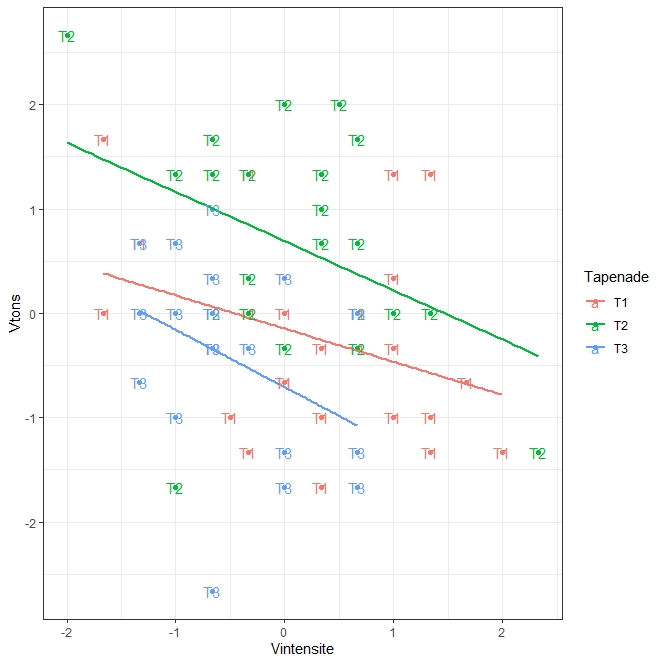 T2
T2 T2
T1 T2 T2
T2 T2 T2 T2 T1 T1
T3 T2
T3 T3 T2 T2
T3 T2 T3 T1
T1 T3 T3 T2 T2 T1 T2 T2
T3 T3 T2 T1 T2 T1
T3 T1 T1
T3 T1 T1 T1 T1
T1 T3 T3 T1 T1 T2
T2 T3 T1 T3
T3
2
1
0
-1
-2
Vtons
-2 -1 0 1 2
Vintensite
Tapenade
a T1
a T2
a T3